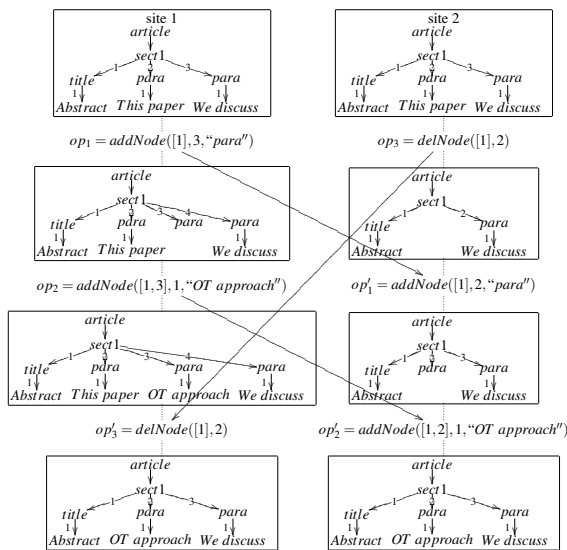 site 1
article
sect1
1 2 3
title para para
1 1 1
Abstract This paper We discuss
op1 = addNode([1],3,"para")
article
sect1
1 2 3 4
title para para para
1 1 1
Abstract This paper We discuss
op2 = addNode([1,3],1,"OT approach")
article
sect1
1 2 3 4
title para para para
1 1 1 1
Abstract This paper OT approach We discuss
op′3 = delNode([1],2)
article
sect1
1 2 3
title para para
1 1 1
Abstract OT approach We discuss
site 2
article
sect1
1 2 3
title para para
1 1 1
Abstract This paper We discuss
op3 = delNode([1],2)
article
sect1
1 2
title para
1 1
Abstract We discuss
op′1 = addNode([1],2,"para")
article
sect1
1 2 3
title para para
1 1
Abstract We discuss
op′2 = addNode([1,2],1,"OT approach")
article
sect1
1 2 3
title para para
1 1 1
Abstract OT approach We discuss